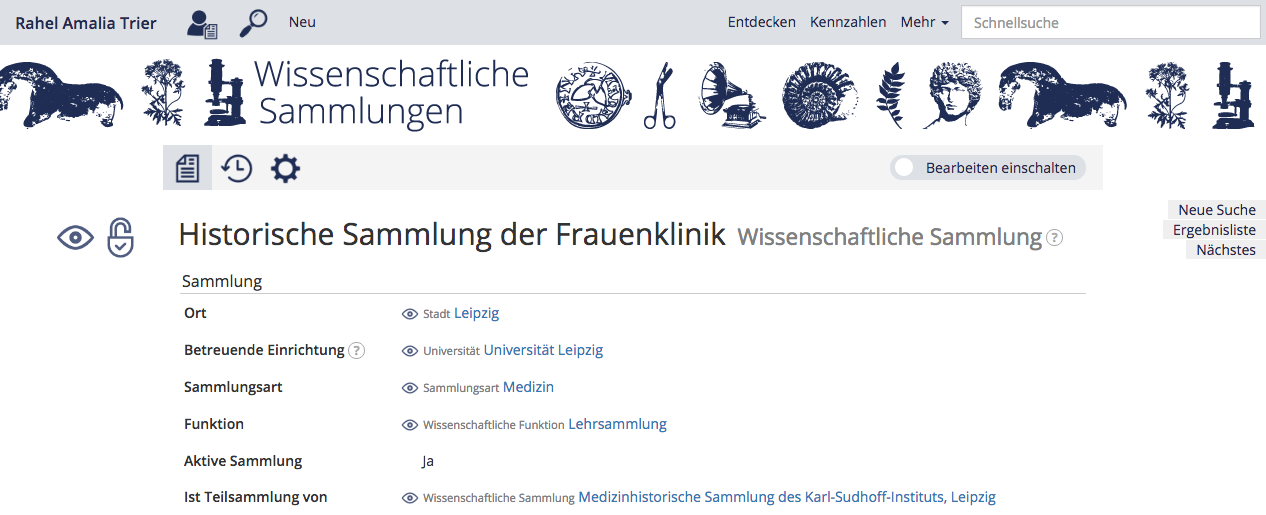 Rahel Amalia Trier Neu Entdecken Kennzahlen Mehr Schnellsuche
Wissenschaftliche
Sammlungen
Bearbeiten einschalten
Neue Suche
Ergebnisliste
Nächstes
Historische Sammlung der Frauenklinik Wissenschaftliche Sammlung ?
Sammlung
Ort Stadt Leipzig
Betreuende Einrichtung ? Universität Universität Leipzig
Sammlungsart Sammlungsart Medizin
Funktion Wissenschaftliche Funktion Lehrsammlung
Aktive Sammlung Ja
Ist Teilsammlung von Wissenschaftliche Sammlung Medizinhistorische Sammlung des Karl-Sudhoff-Instituts, Leipzig